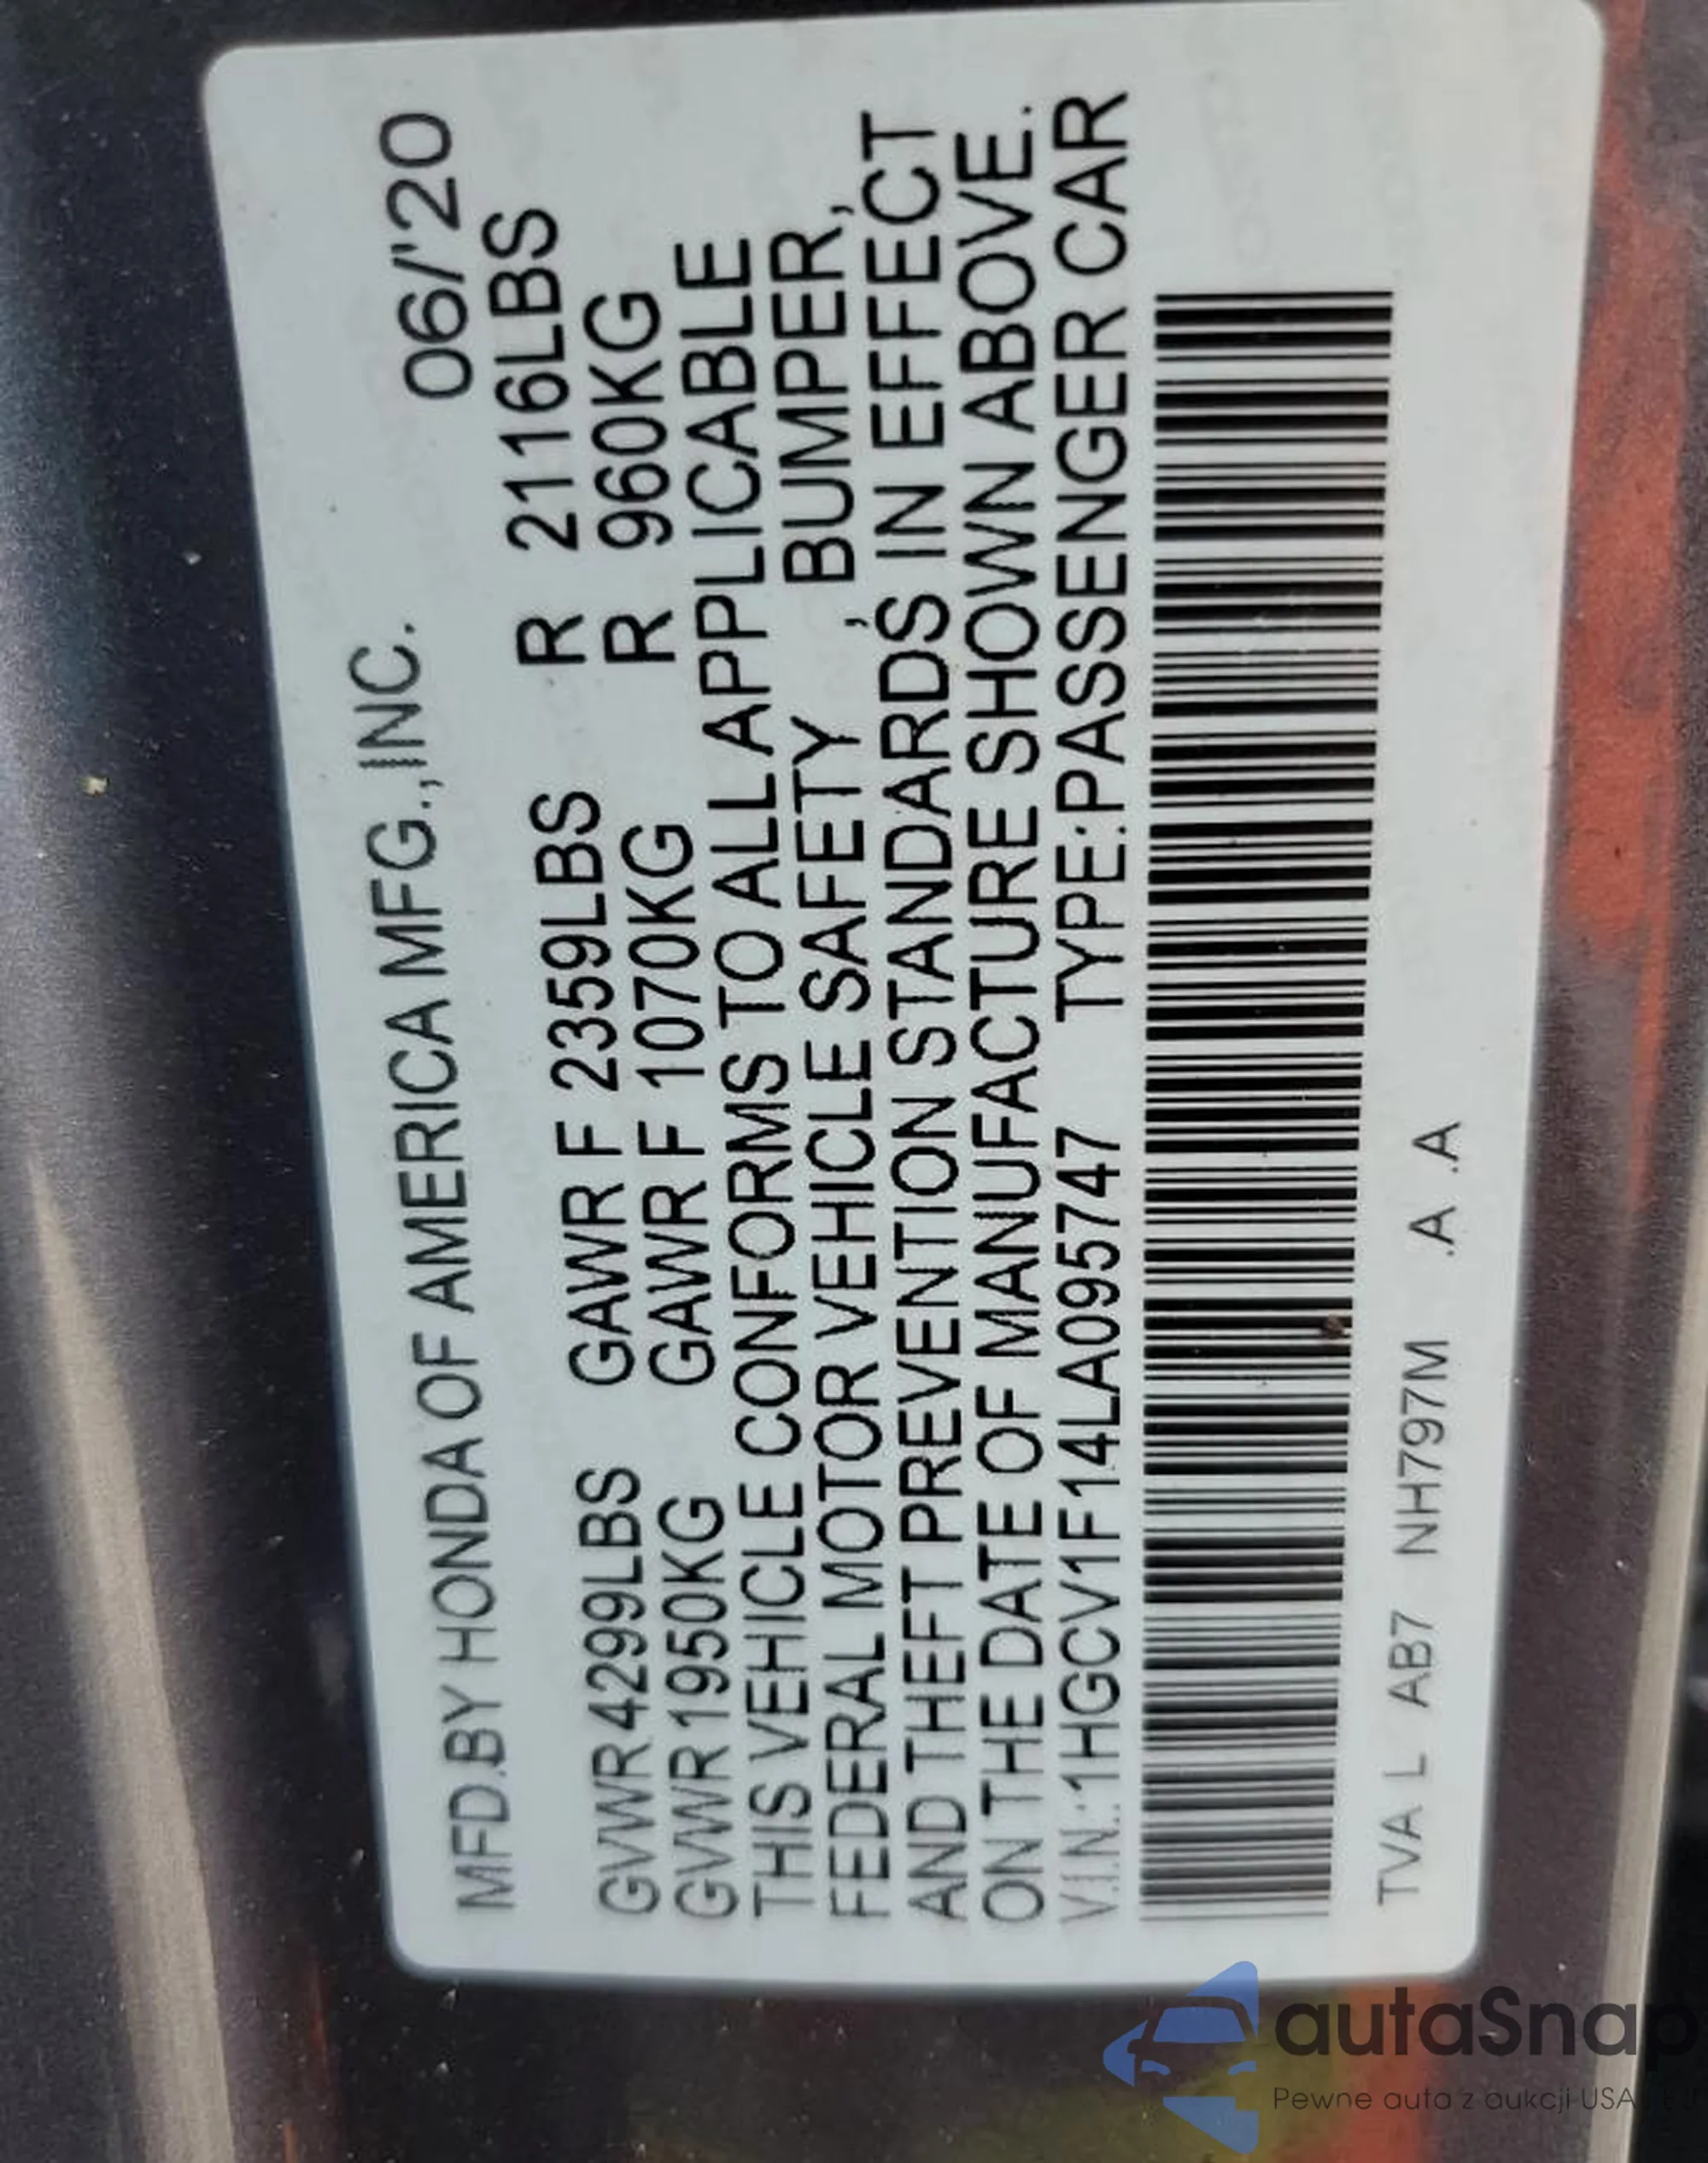 MFD.BY HONDA OF AMERICA MFG.,INC. 06/'20
GVWR 4299LBS GAWR F 2359LBS R 2116LBS
GVWR 1950KG GAWR F 1070KG R 960KG
THIS VEHICLE CONFORMS TO ALL APPLICABLE
FEDERAL MOTOR VEHICLE SAFETY , BUMPER,
AND THEFT PREVENTION STANDARDS IN EFFECT
ON THE DATE OF MANUFACTURE SHOWN ABOVE.
V.I.N.:1HGCV1F14LA095747 TYPE:PASSENGER CAR
TVA L AB7 NH797M .A .A
autaSnap
Pewne auta z aukcji USA